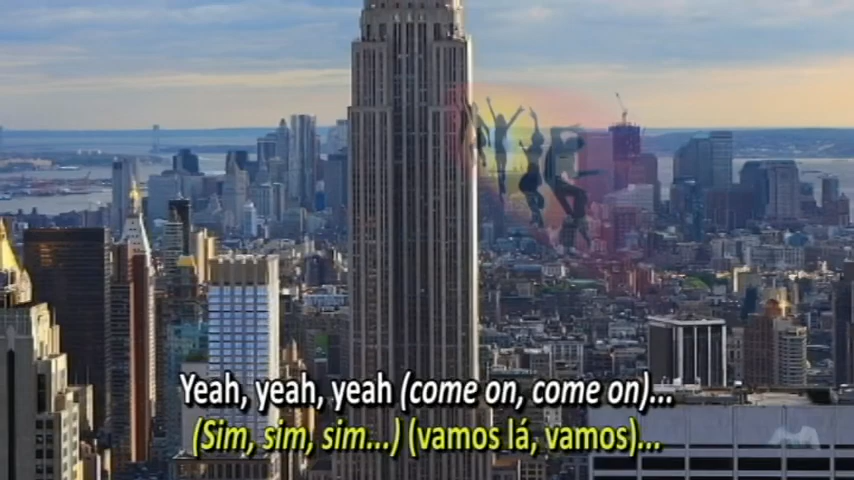 Yeah, yeah, yeah (come on, come on)...
(Sim, sim, sim...) (vamos lá, vamos)...